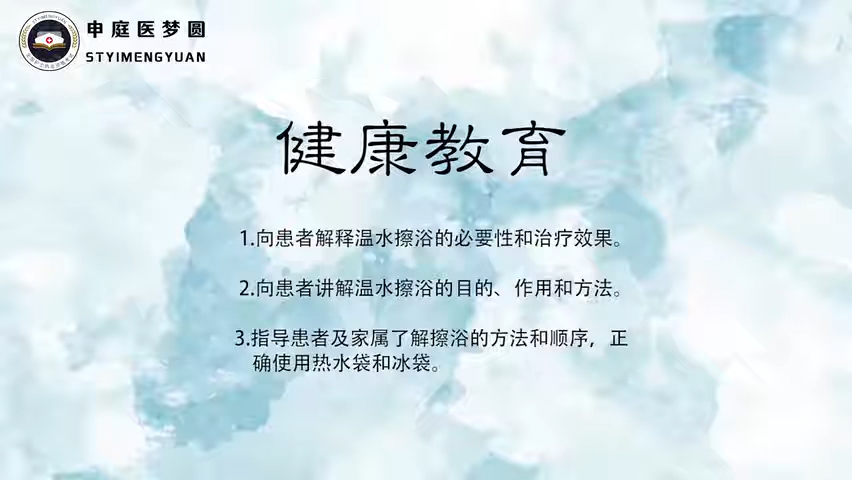 申庭医梦圆
STYIMENGYUAN
健康教育
1.向患者解释温水擦浴的必要性和治疗效果。
2.向患者讲解温水擦浴的目的、作用和方法。
3.指导患者及家属了解擦浴的方法和顺序，正
确使用热水袋和冰袋。